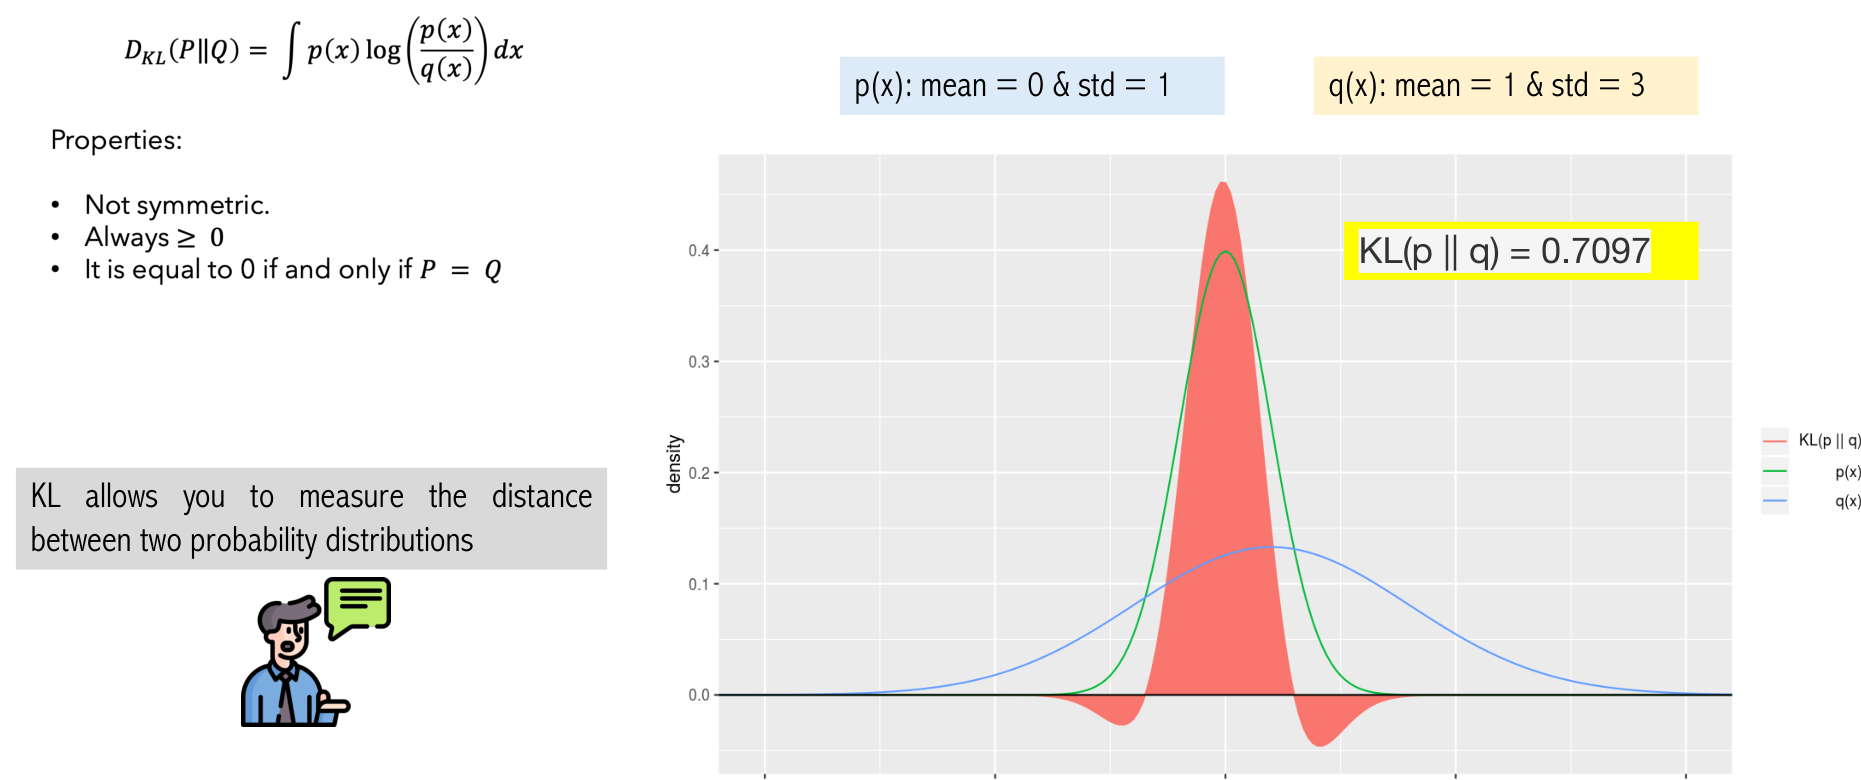 D_{KL}(P‖Q) = ∫ p(x) log(p(x)/q(x)) dx
Properties:
• Not symmetric.
• Always ≥ 0
• It is equal to 0 if and only if P = Q
KL allows you to measure the distance
between two probability distributions
p(x): mean = 0 & std = 1
q(x): mean = 1 & std = 3
KL(p || q) = 0.7097
density
0.4
0.3
0.2
0.1
0.0
KL(p || q)
p(x)
q(x)